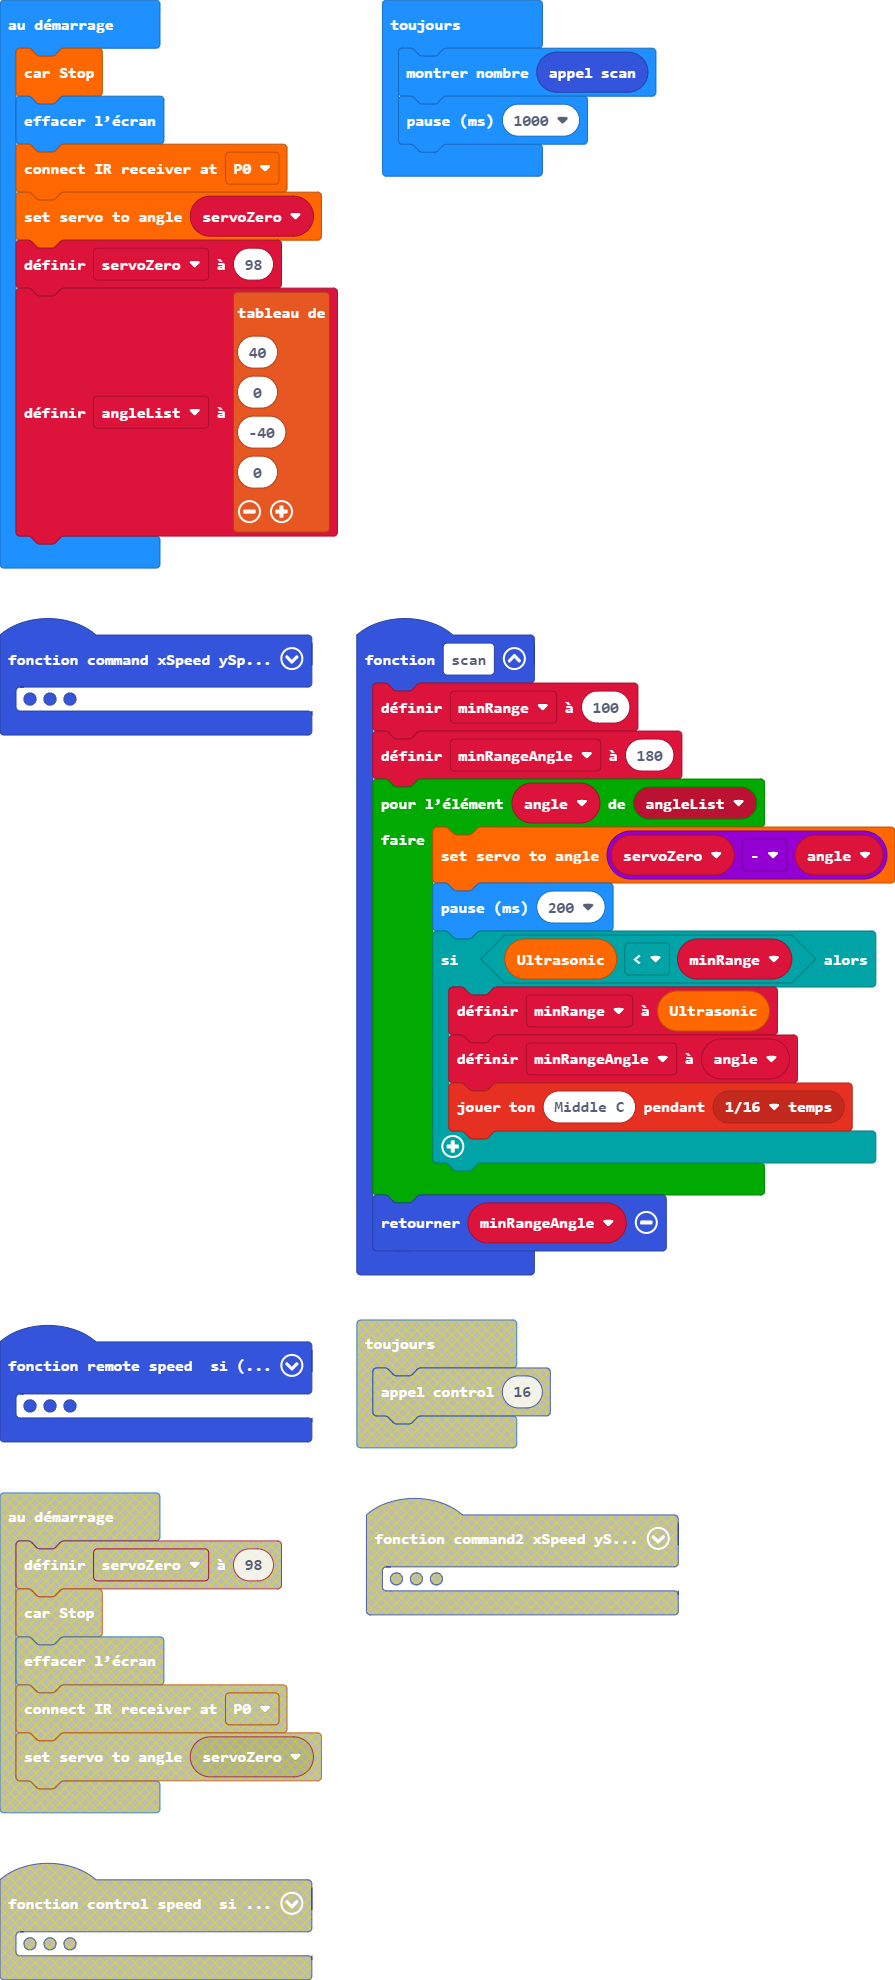 au démarrage
car Stop
effacer l’écran
connect IR receiver at P0
set servo to angle servoZero
définir servoZero à 98
définir angleList à tableau de
40
0
-40
0
toujours
montrer nombre appel scan
pause (ms) 1000
fonction command xSpeed ySp...
fonction scan
définir minRange à 100
définir minRangeAngle à 180
pour l’élément angle de angleList
faire
set servo to angle servoZero - angle
pause (ms) 200
si Ultrasonic < minRange alors
définir minRange à Ultrasonic
définir minRangeAngle à angle
jouer ton Middle C pendant 1/16 temps
retourner minRangeAngle
fonction remote speed si (...
toujours
appel control 16
au démarrage
définir servoZero à 98
car Stop
effacer l’écran
connect IR receiver at P0
set servo to angle servoZero
fonction command2 xSpeed yS...
fonction control speed si ...